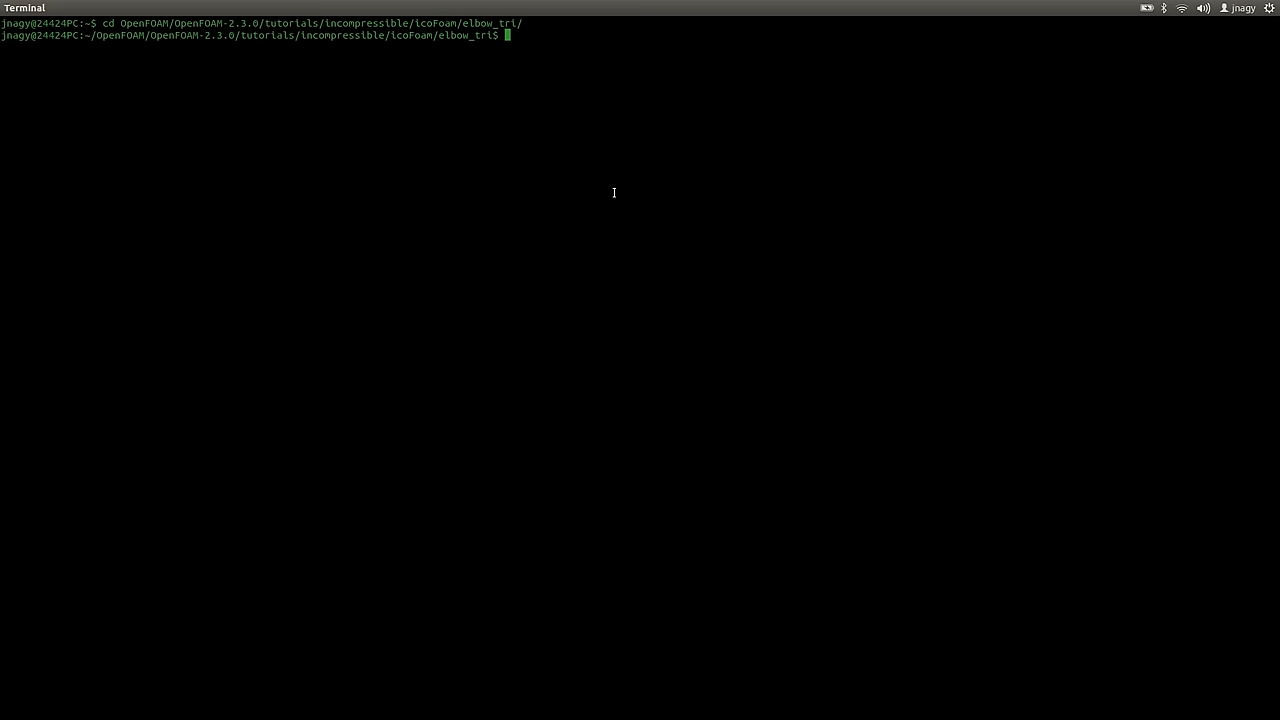 Terminal
jnagy
jnagy@24424PC:~$ cd OpenFOAM/OpenFOAM-2.3.0/tutorials/incompressible/icoFoam/elbow_tri/
jnagy@24424PC:~/OpenFOAM/OpenFOAM-2.3.0/tutorials/incompressible/icoFoam/elbow_tri$